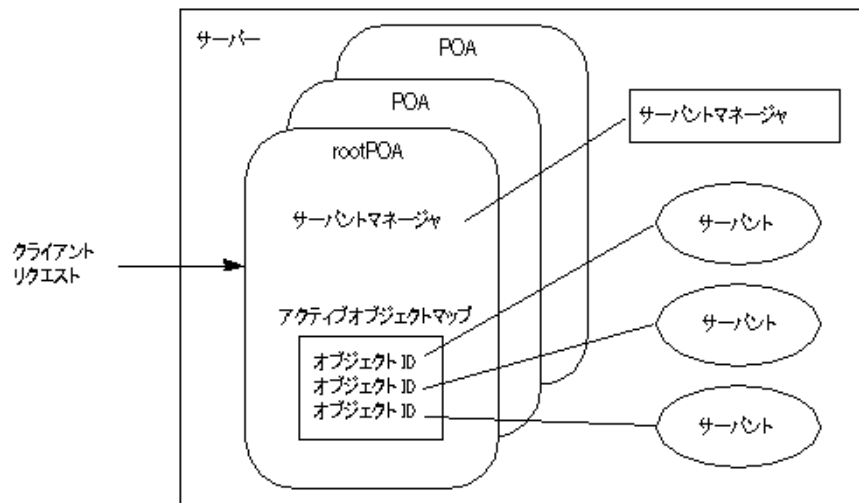 サーバー
POA
POA
rootPOA
サーバントマネージャ
サーバントマネージャ
サーバント
クライアント
リクエスト
アクティブオブジェクトマップ
オブジェクトID
オブジェクトID
オブジェクトID
サーバント
サーバント